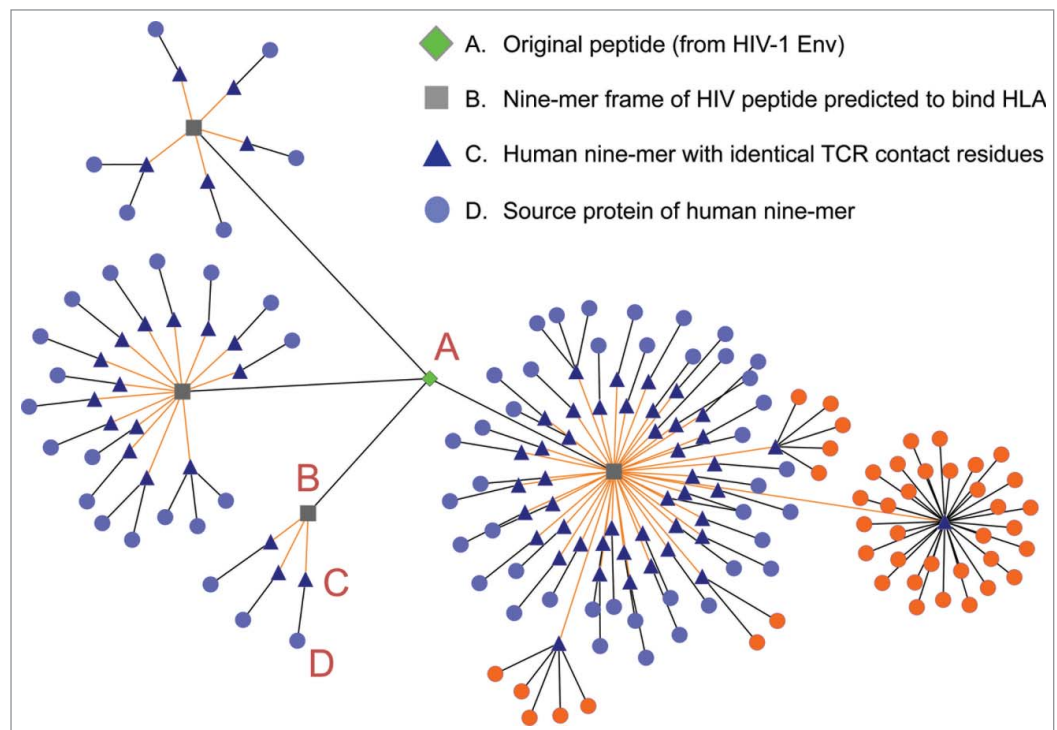 A. Original peptide (from HIV-1 Env)
B. Nine-mer frame of HIV peptide predicted to bind HLA
C. Human nine-mer with identical TCR contact residues
D. Source protein of human nine-mer
A
B
C
D